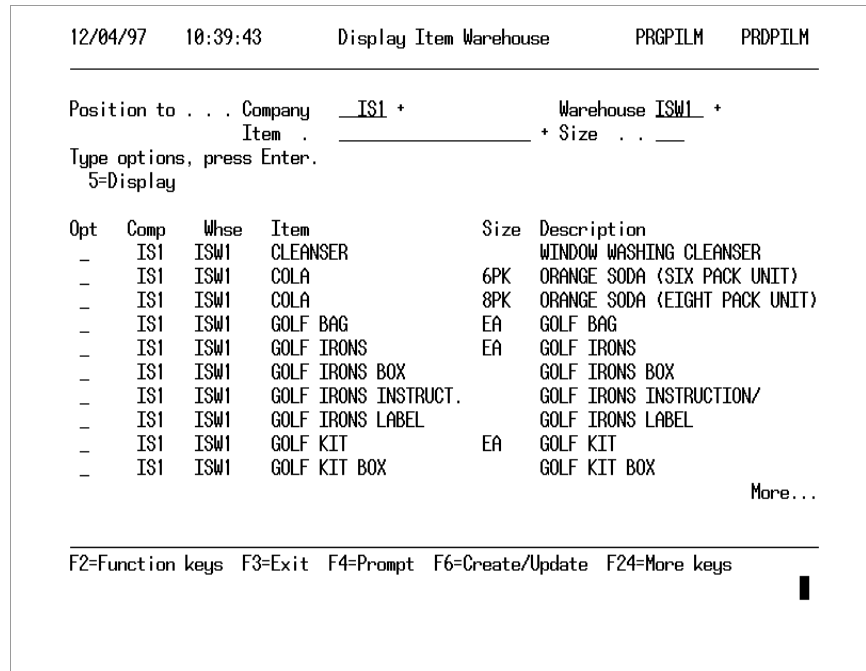 12/04/97 10:39:43 Display Item Warehouse PRGPILM PRDPILM
Position to . . . Company __IS1 + Warehouse ISW1_ +
Item . ____________________ + Size . . ___
Type options, press Enter.
5=Display
Opt Comp Whse Item Size Description
_ IS1 ISW1 CLEANSER WINDOW WASHING CLEANSER
_ IS1 ISW1 COLA 6PK ORANGE SODA (SIX PACK UNIT)
_ IS1 ISW1 COLA 8PK ORANGE SODA (EIGHT PACK UNIT)
_ IS1 ISW1 GOLF BAG EA GOLF BAG
_ IS1 ISW1 GOLF IRONS EA GOLF IRONS
_ IS1 ISW1 GOLF IRONS BOX GOLF IRONS BOX
_ IS1 ISW1 GOLF IRONS INSTRUCT. GOLF IRONS INSTRUCTION/
_ IS1 ISW1 GOLF IRONS LABEL GOLF IRONS LABEL
_ IS1 ISW1 GOLF KIT EA GOLF KIT
_ IS1 ISW1 GOLF KIT BOX GOLF KIT BOX
More...
F2=Function keys F3=Exit F4=Prompt F6=Create/Update F24=More keys